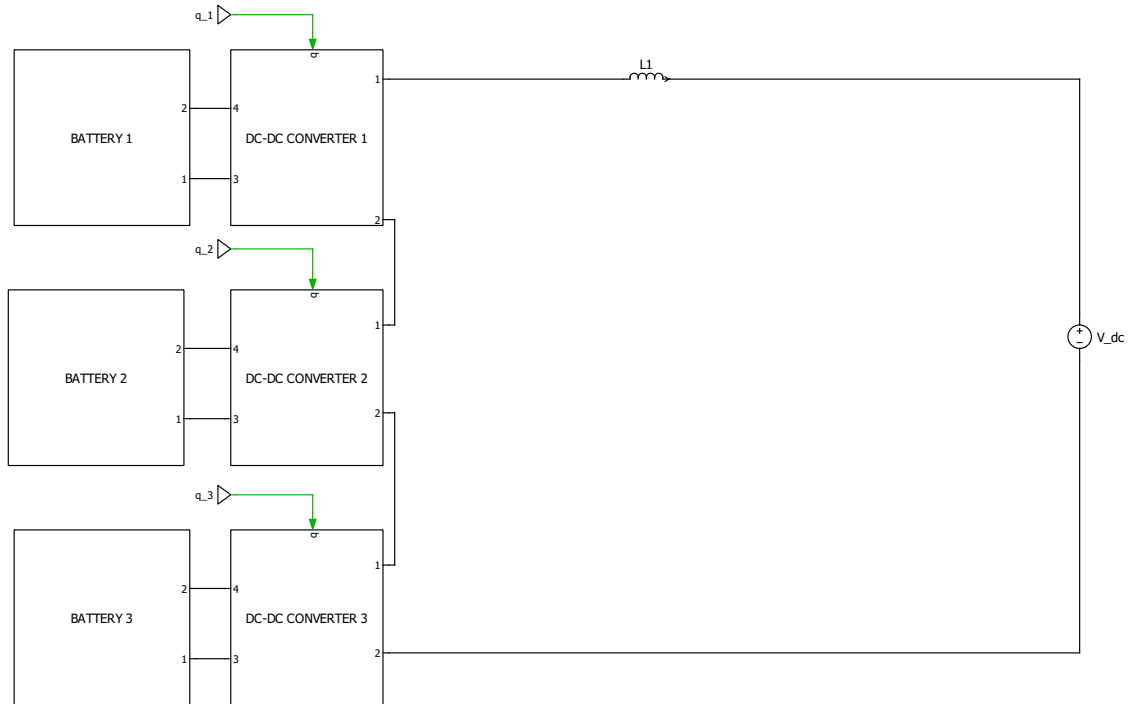 q_1
q
L1
1
2
4
BATTERY 1
DC-DC CONVERTER 1
1
3
2
q_2
q
1
2
4
BATTERY 2
DC-DC CONVERTER 2
V_dc
2
1
3
q_3
q
1
2
4
BATTERY 3
DC-DC CONVERTER 3
2
1
3